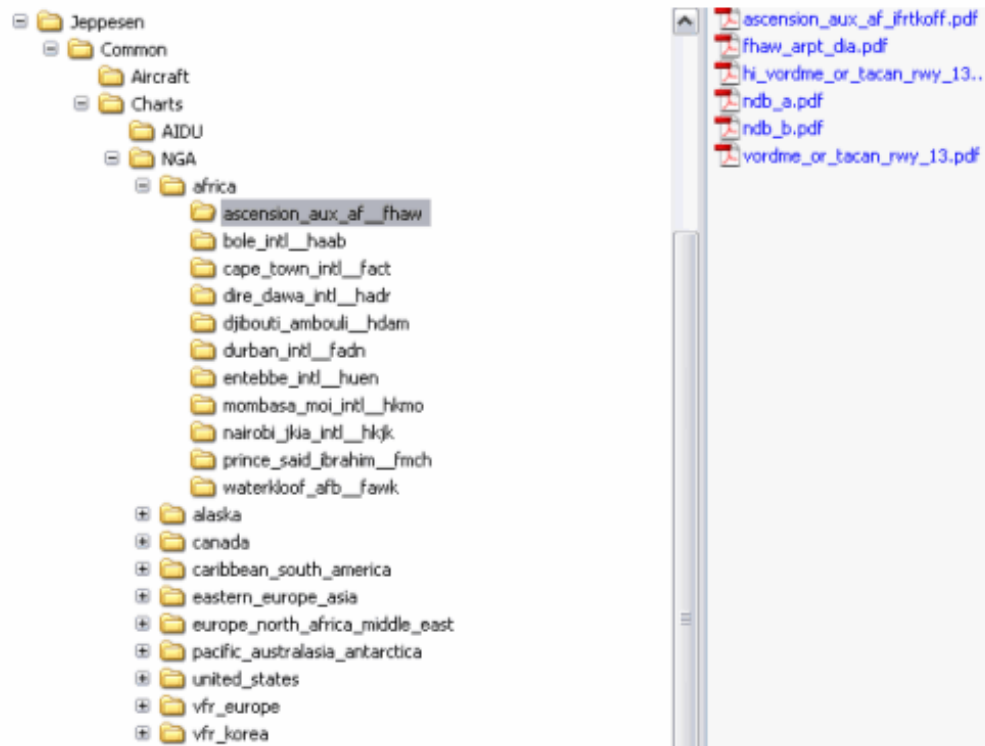 Jeppesen
Common
Aircraft
Charts
AIDU
NGA
africa
ascension_aux_af__fhaw
bole_intl__haab
cape_town_intl__fact
dire_dawa_intl__hadr
djibouti_ambouli__hdam
durban_intl__fadn
entebbe_intl__huen
mombasa_moi_intl__hkmo
nairobi_jkia_intl__hkjk
prince_said_ibrahim__fmch
waterkloof_afb__fawk
alaska
canada
caribbean_south_america
eastern_europe_asia
europe_north_africa_middle_east
pacific_australasia_antarctica
united_states
vfr_europe
vfr_korea
ascension_aux_af_ifrtkoff.pdf
fhaw_arpt_dia.pdf
hi_vordme_or_tacan_rwy_13..
ndb_a.pdf
ndb_b.pdf
vordme_or_tacan_rwy_13.pdf